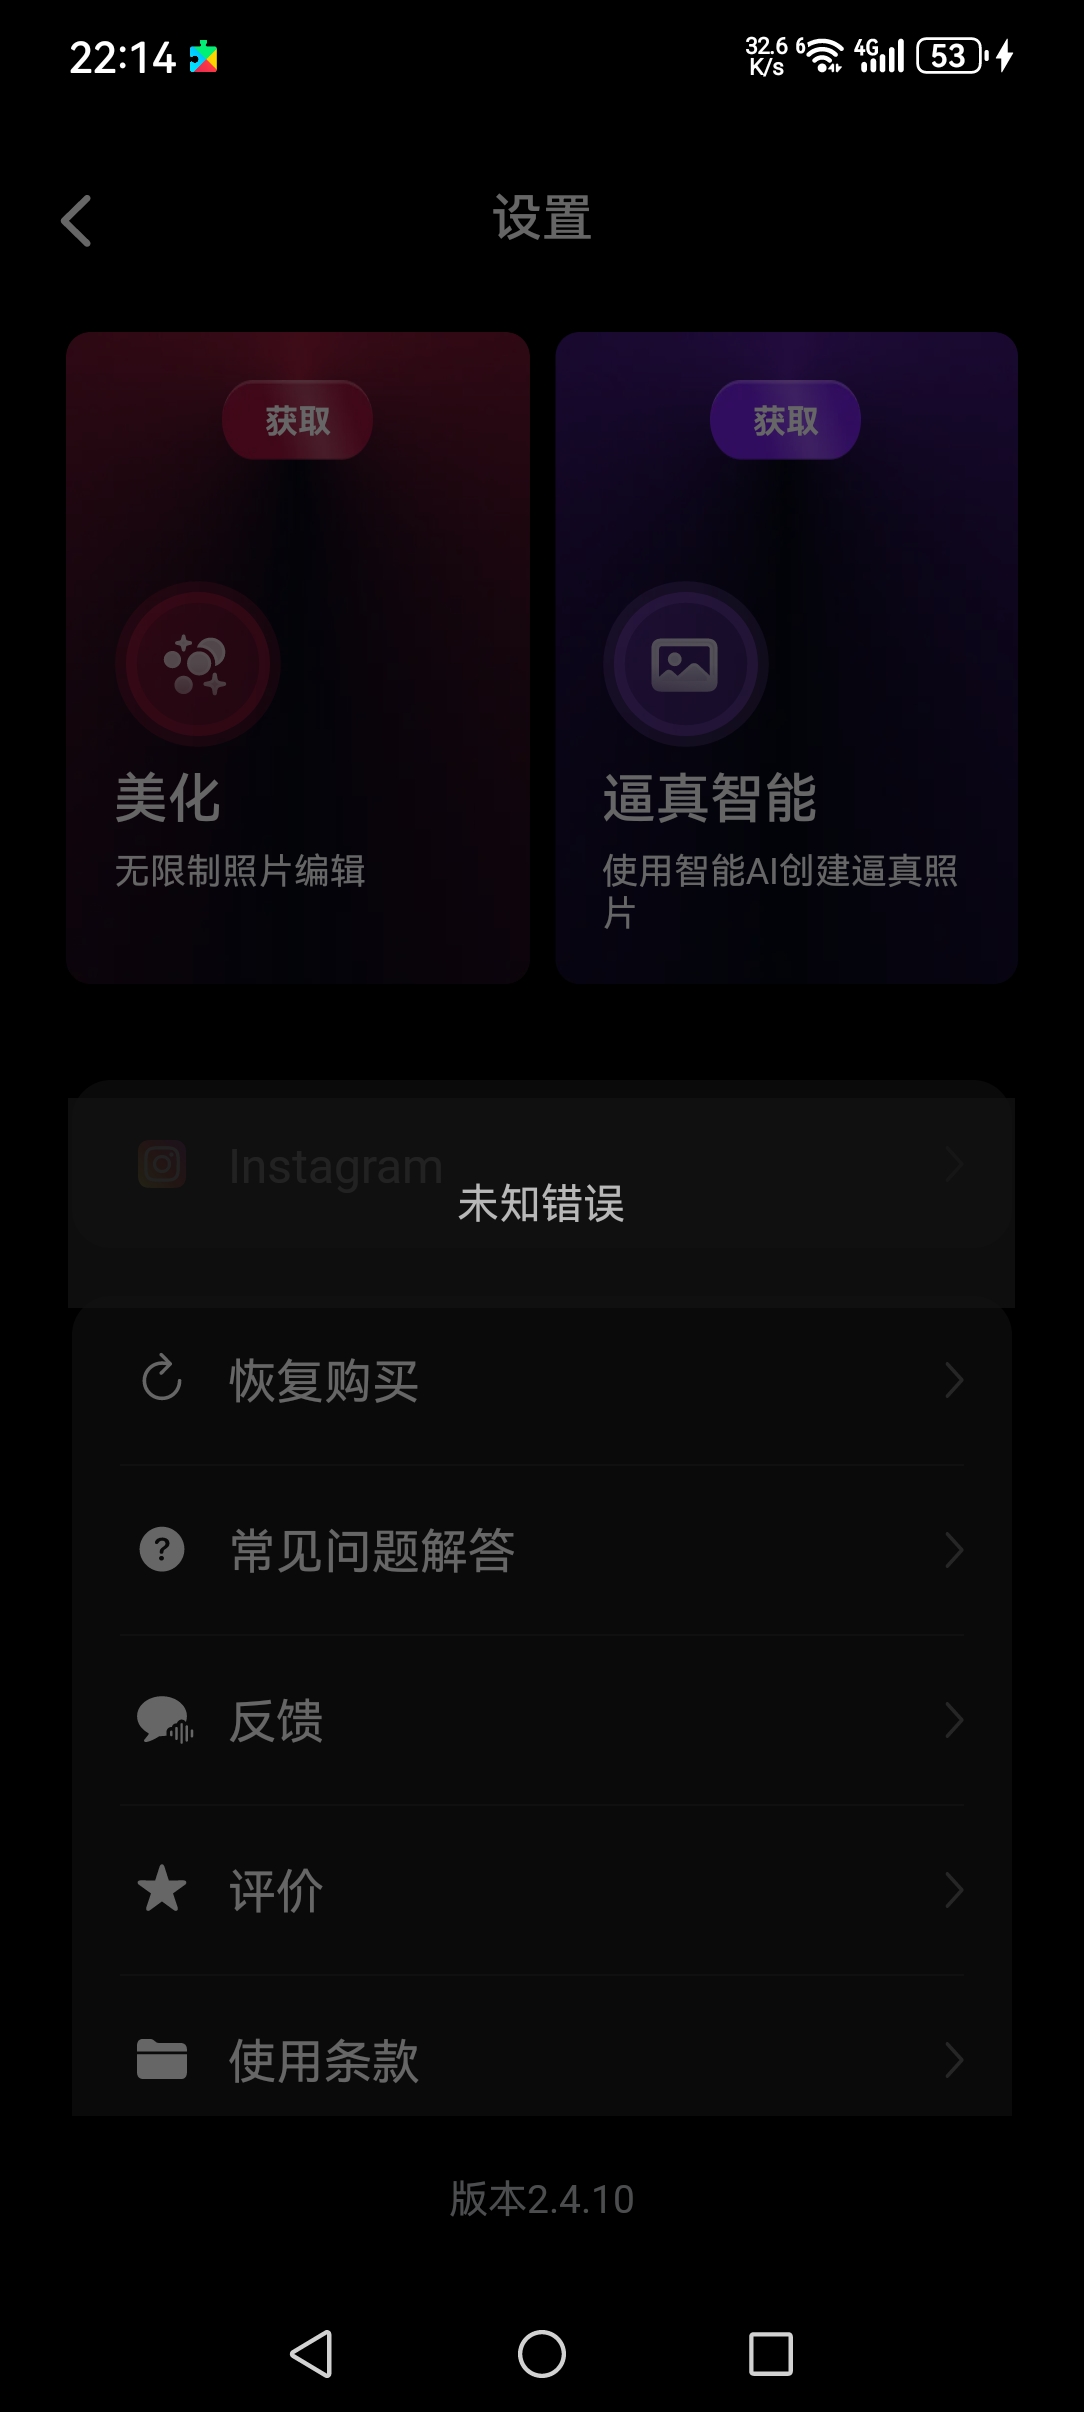 22:14
32.6 K/s 6 4G 53
设置
获取
获取
美化
无限制照片编辑
逼真智能
使用智能AI创建逼真照
片
Instagram
未知错误
恢复购买
常见问题解答
反馈
评价
使用条款
版本2.4.10